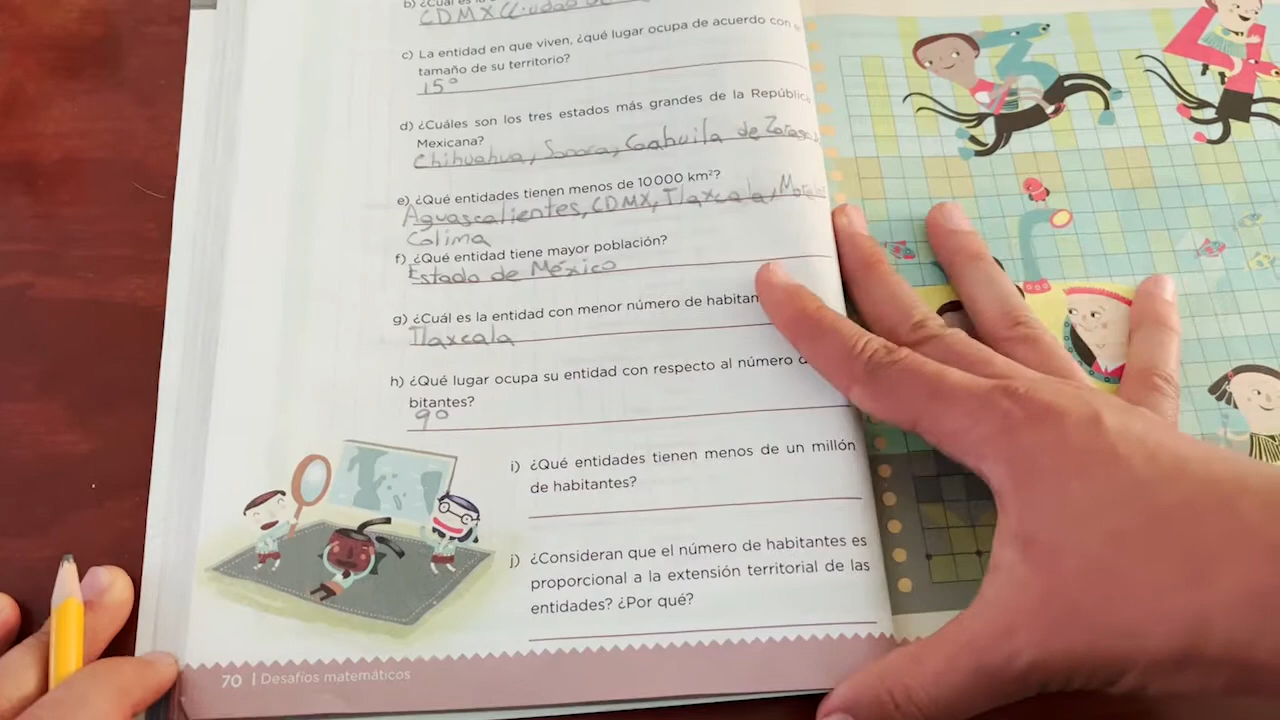 b) ¿Cuál es
CDMX (Ciudad de
c) La entidad en que viven, ¿qué lugar ocupa de acuerdo con
tamaño de su territorio?
15°
d) ¿Cuáles son los tres estados más grandes de la República
Mexicana?
Chihuahua, Sonora, Coahuila de
e) ¿Qué entidades tienen menos de 10 000 km²?
Aguascalientes, CDMX, Tlaxcala,
Colima
f) ¿Qué entidad tiene mayor población?
Estado de México
g) ¿Cuál es la entidad con menor número de
Tlaxcala
h) ¿Qué lugar ocupa su entidad con respecto al número
bitantes?
9°
i) ¿Qué entidades tienen menos de un millón
de habitantes?
j) ¿Consideran que el número de habitantes es
proporcional a la extensión territorial de las
entidades? ¿Por qué?
70 | Desafíos matemáticos